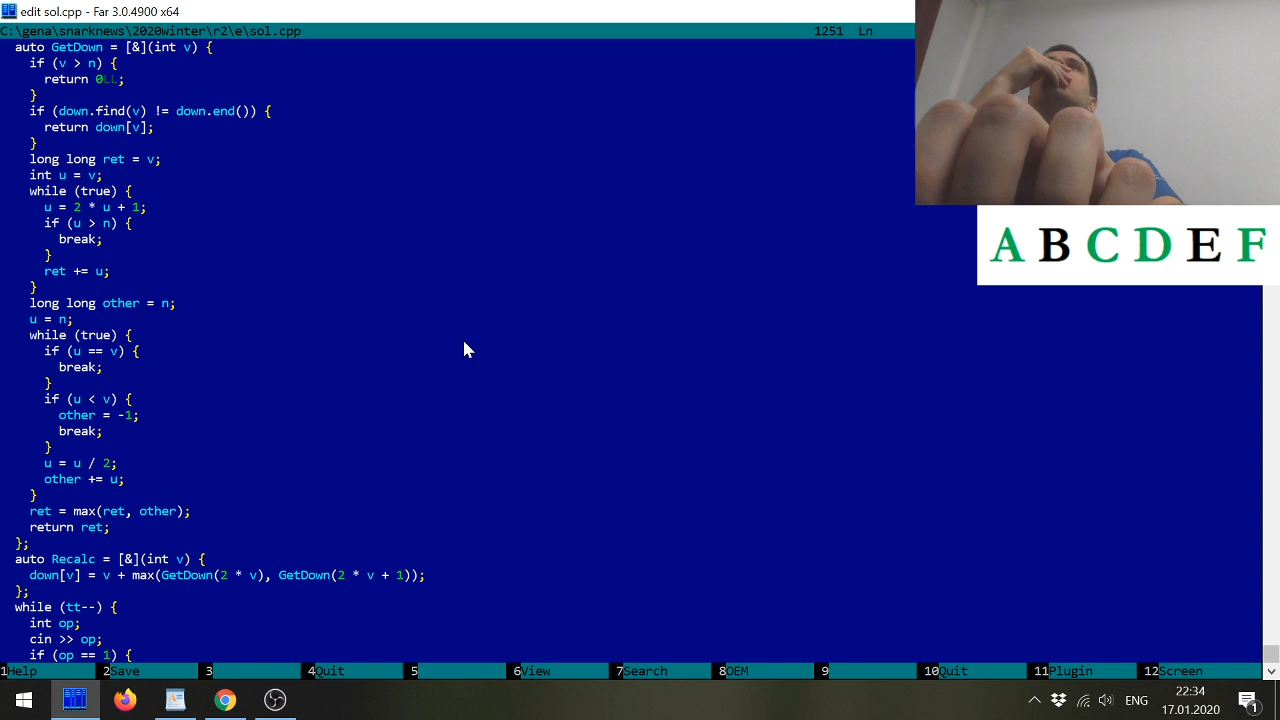 edit sol.cpp - Far 3.0.4900 x64
C:\gena\snarknews\2020winter\r2\e\sol.cpp 1251 Ln
auto GetDown = [&](int v) {
if (v > n) {
return 0LL;
}
if (down.find(v) != down.end()) {
return down[v];
}
long long ret = v;
int u = v;
while (true) {
u = 2 * u + 1;
if (u > n) {
break;
}
ret += u;
}
long long other = n;
u = n;
while (true) {
if (u == v) {
break;
}
if (u < v) {
other = -1;
break;
}
u = u / 2;
other += u;
}
ret = max(ret, other);
return ret;
};
auto Recalc = [&](int v) {
down[v] = v + max(GetDown(2 * v), GetDown(2 * v + 1));
};
while (tt--) {
int op;
cin >> op;
if (op == 1) {
A B C D E F
1Help 2Save 3 4Quit 5 6View 7Search 8OEM 9 10Quit 11Plugin 12Screen
ENG
22:34
17.01.2020
1